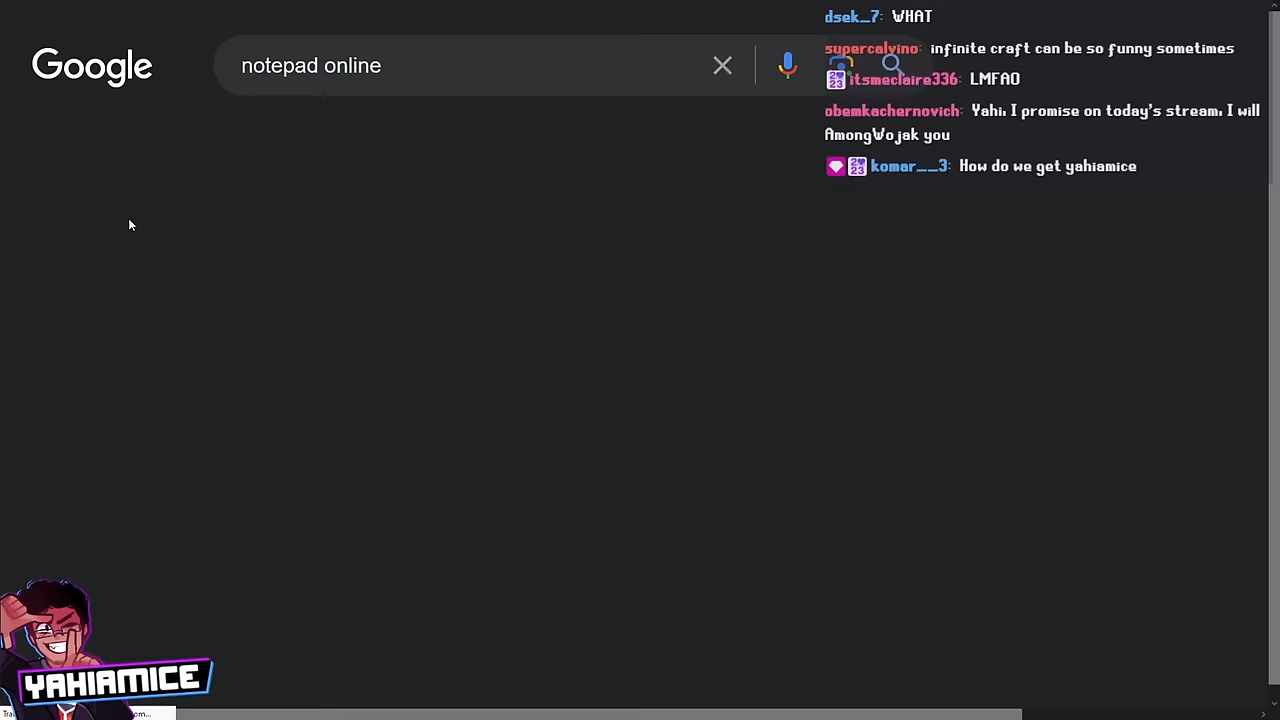 Google
notepad online
dsek_7: WHAT
supercalvino: infinite craft can be so funny sometimes
itsmeclaire336: LMFAO
obemkachernovich: Yahi, I promise on today's stream, I will
AmongWojak you
komar__3: How do we get yahiamice
YAHIAMICE